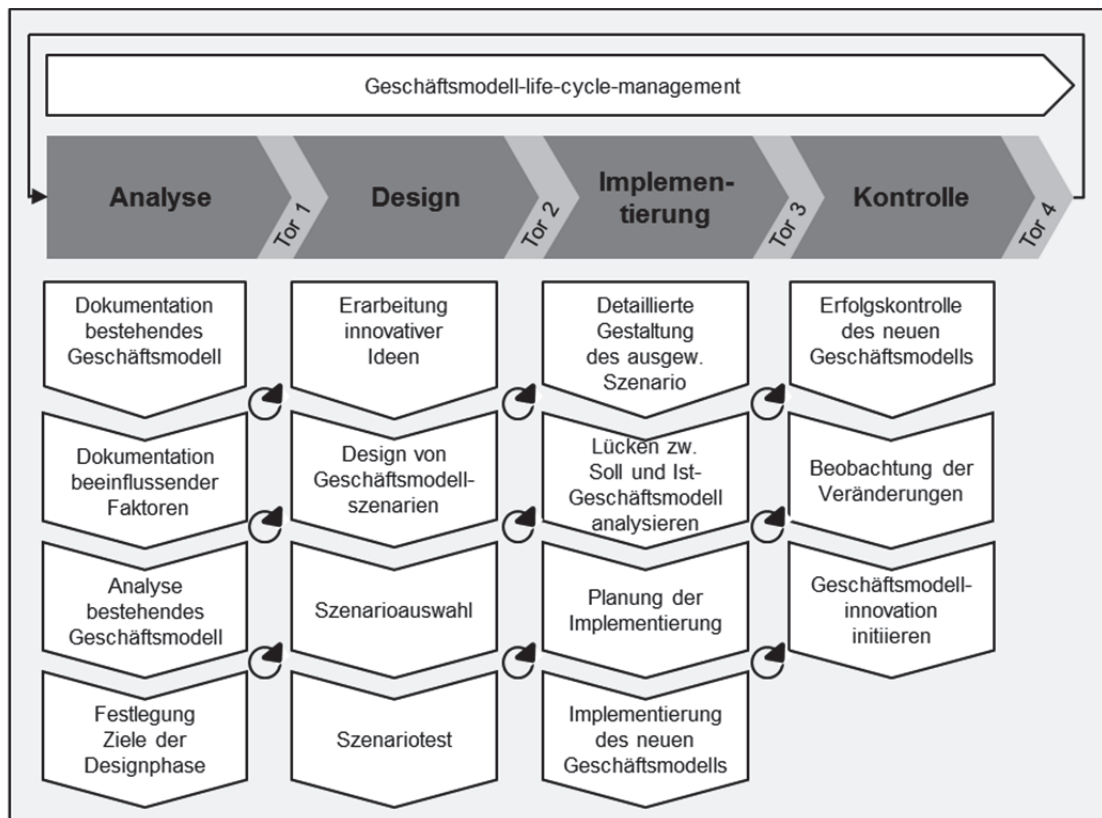 Geschäftsmodell-life-cycle-management
Analyse
Tor 1
Design
Tor 2
Implemen-
tierung
Tor 3
Kontrolle
Tor 4
Dokumentation
bestehendes
Geschäftsmodell
Dokumentation
beeinflussender
Faktoren
Analyse
bestehendes
Geschäftsmodell
Festlegung
Ziele der
Designphase
Erarbeitung
innovativer
Ideen
Design von
Geschäftsmodell-
szenarien
Szenarioauswahl
Szenariotest
Detaillierte
Gestaltung
des ausgew.
Szenario
Lücken zw.
Soll und Ist-
Geschäftsmodell
analysieren
Planung der
Implementierung
Implementierung
des neuen
Geschäftsmodells
Erfolgskontrolle
des neuen
Geschäftsmodells
Beobachtung der
Veränderungen
Geschäftsmodell-
innovation
initiieren